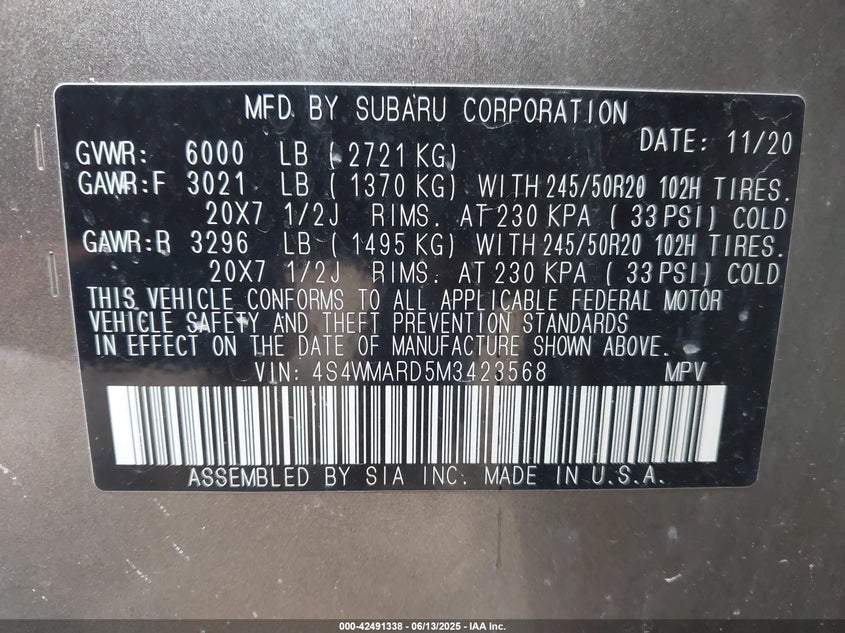 MFD. BY SUBARU CORPORATION
DATE: 11/20
GVWR: 6000 LB ( 2721 KG)
GAWR:F 3021 LB ( 1370 KG) WITH 245/50R20 102H TIRES.
20X7 1/2J RIMS. AT 230 KPA ( 33 PSI) COLD
GAWR:R 3296 LB ( 1495 KG) WITH 245/50R20 102H TIRES.
20X7 1/2J RIMS. AT 230 KPA ( 33 PSI) COLD
THIS VEHICLE CONFORMS TO ALL APPLICABLE FEDERAL MOTOR
VEHICLE SAFETY AND THEFT PREVENTION STANDARDS
IN EFFECT ON THE DATE OF MANUFACTURE SHOWN ABOVE.
VIN: 4S4WMARD5M3423568 MPV
ASSEMBLED BY SIA INC. MADE IN U.S.A.
000-42491338 - 06/13/2025 - IAA Inc.